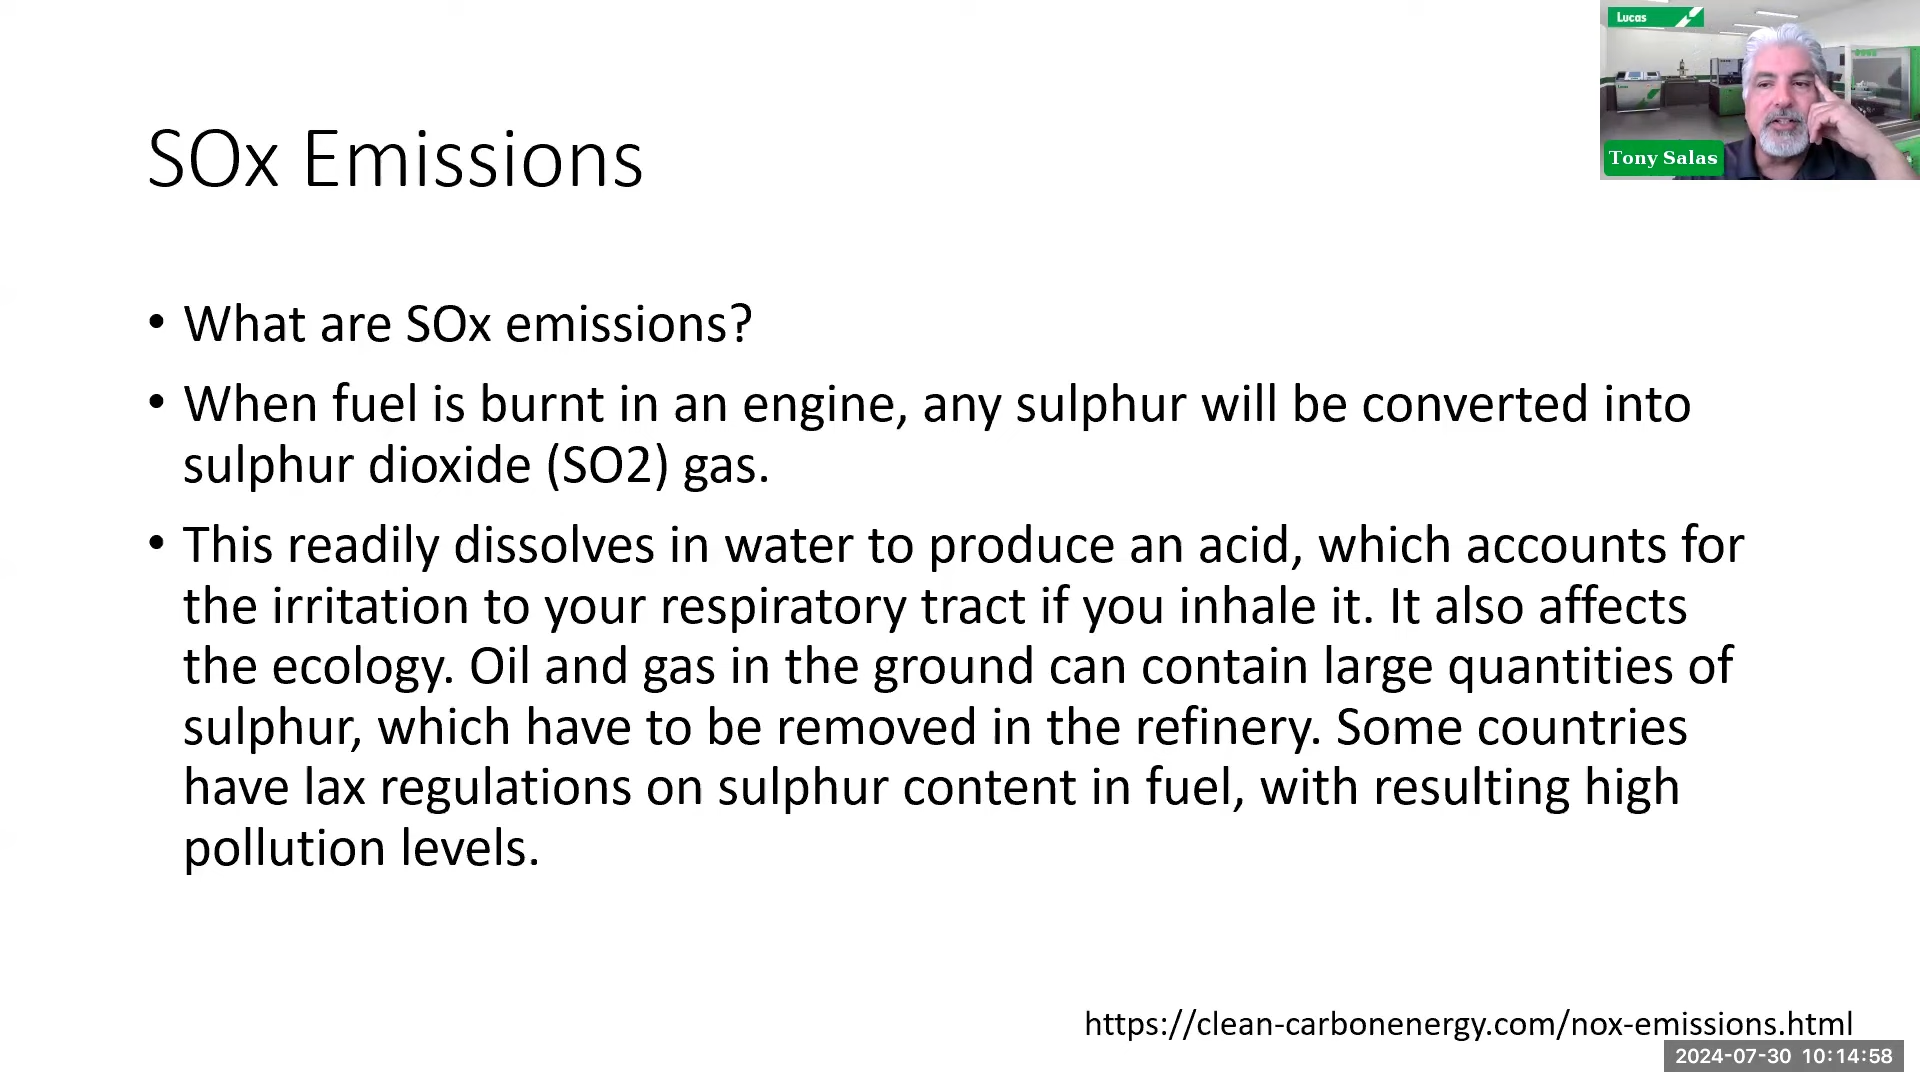 Lucas
Tony Salas
SOx Emissions
• What are SOx emissions?
• When fuel is burnt in an engine, any sulphur will be converted into
sulphur dioxide (SO2) gas.
• This readily dissolves in water to produce an acid, which accounts for
the irritation to your respiratory tract if you inhale it. It also affects
the ecology. Oil and gas in the ground can contain large quantities of
sulphur, which have to be removed in the refinery. Some countries
have lax regulations on sulphur content in fuel, with resulting high
pollution levels.
https://clean-carbonenergy.com/nox-emissions.html
2024-07-30 10:14:58